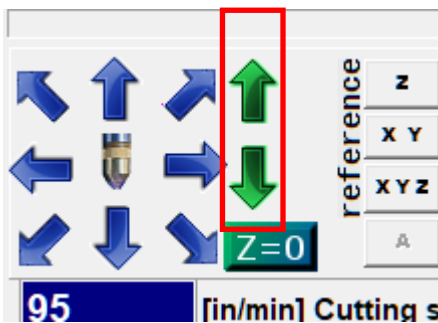 reference
Z
X Y
X Y Z
A
Z=0
95
[in/min] Cutting s